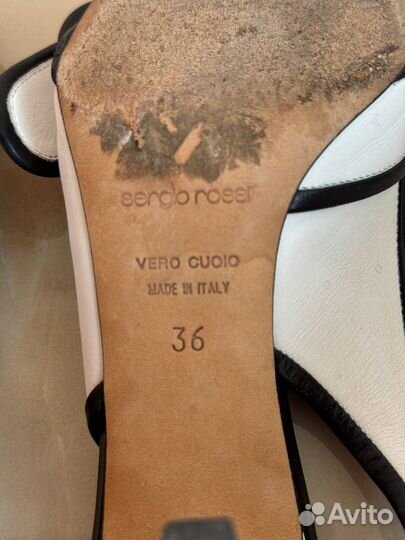 sergio rossi
VERO CUOIO
MADE IN ITALY
36
Avito